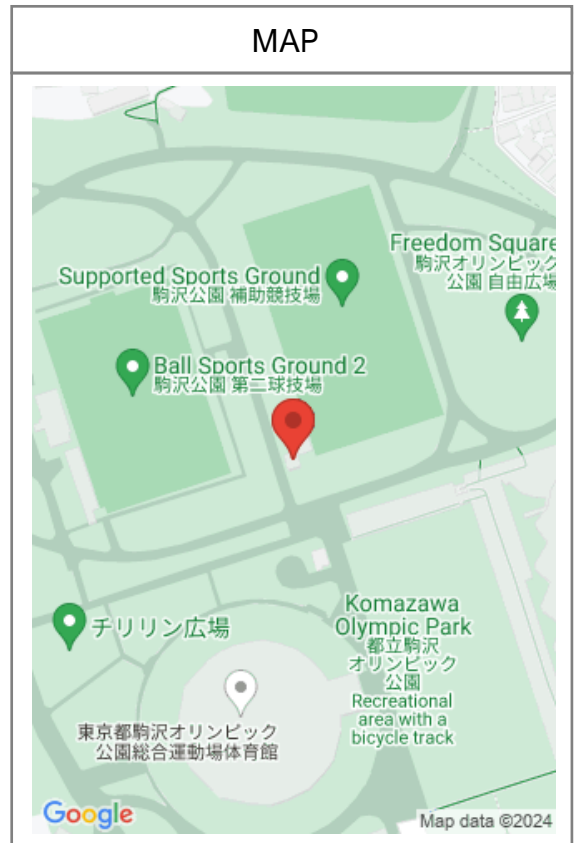 MAP
Freedom Square
駒沢オリンピック
公園 自由広場
Supported Sports Ground
駒沢公園 補助競技場
Ball Sports Ground 2
駒沢公園 第二球技場
Komazawa
Olympic Park
都立駒沢
オリンピック
公園
Recreational
area with a
bicycle track
チリリン広場
東京都駒沢オリンピック
公園総合運動場体育館
Google
Map data ©2024